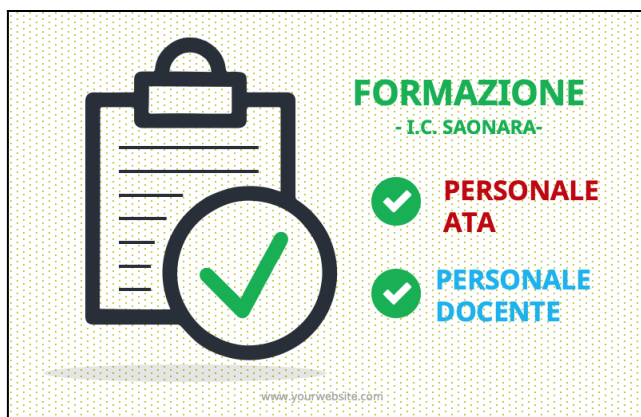 FORMAZIONE
- I.C. SAONARA-
PERSONALE
ATA
PERSONALE
DOCENTE
www.yourwebsite.com